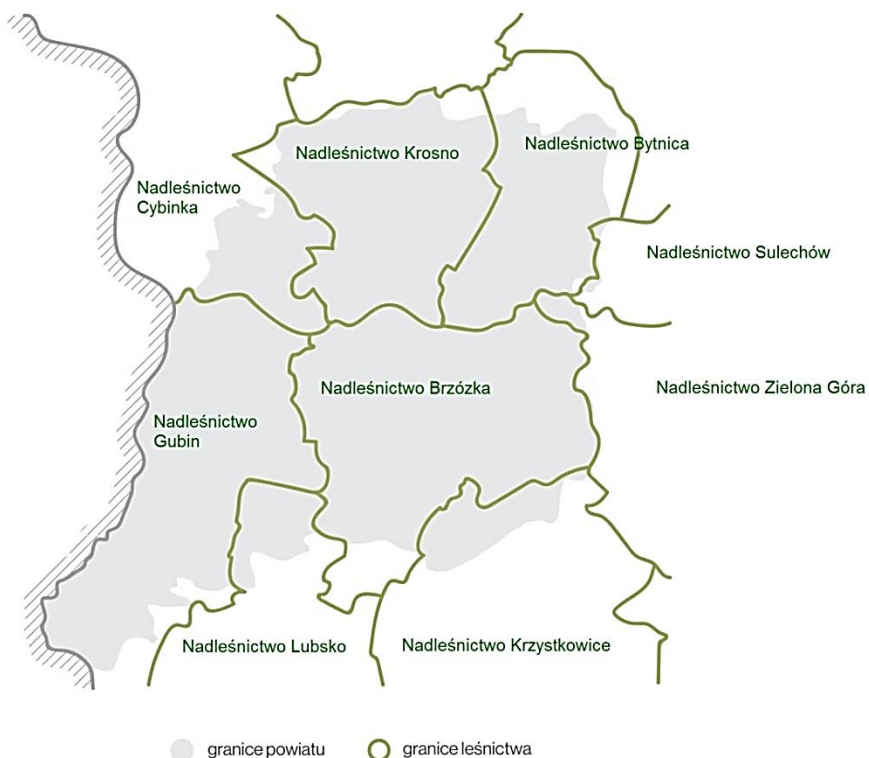 Nadleśnictwo Krosno
Nadleśnictwo Bytnica
Nadleśnictwo
Cybinka
Nadleśnictwo Sulechów
Nadleśnictwo Brzózka
Nadleśnictwo Zielona Góra
Nadleśnictwo
Gubin
Nadleśnictwo Lubsko
Nadleśnictwo Krzystkowice
granice powiatu
granice leśnictwa